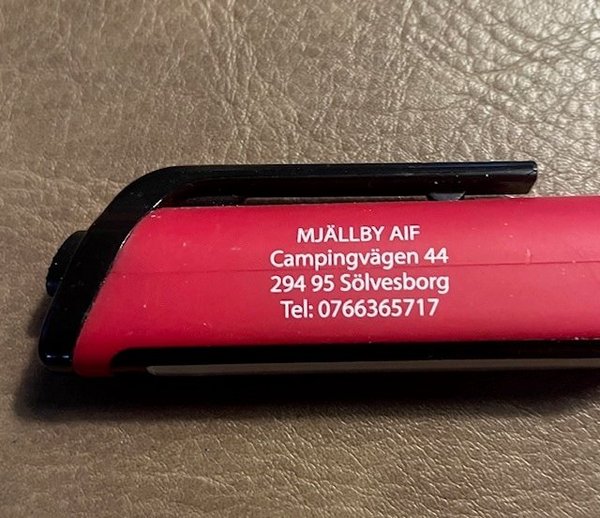 MJÄLLBY AIF
Campingvägen 44
294 95 Sölvesborg
Tel: 0766365717